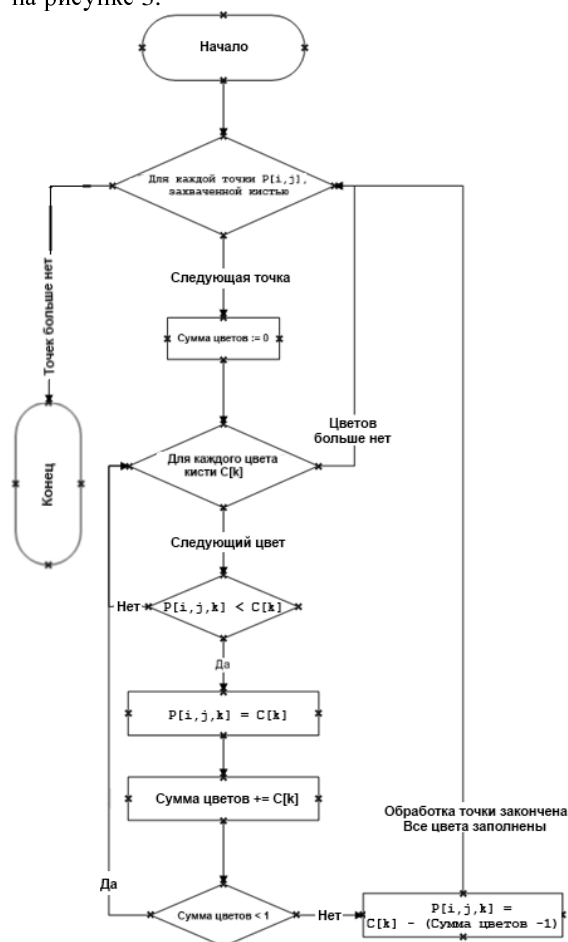 на рисунке 3.
Начало
Для каждой точки P[i,j],
захваченной кистью
Следующая точка
Точек больше нет
Сумма цветов := 0
Цветов
больше нет
Для каждого цвета
кисти C[k]
Конец
Следующий цвет
Нет
P[i,j,k] < C[k]
Да
P[i,j,k] = C[k]
Сумма цветов += C[k]
Обработка точки закончена
Все цвета заполнены
Да
Сумма цветов < 1
Нет
P[i,j,k] =
C[k] - (Сумма цветов -1)